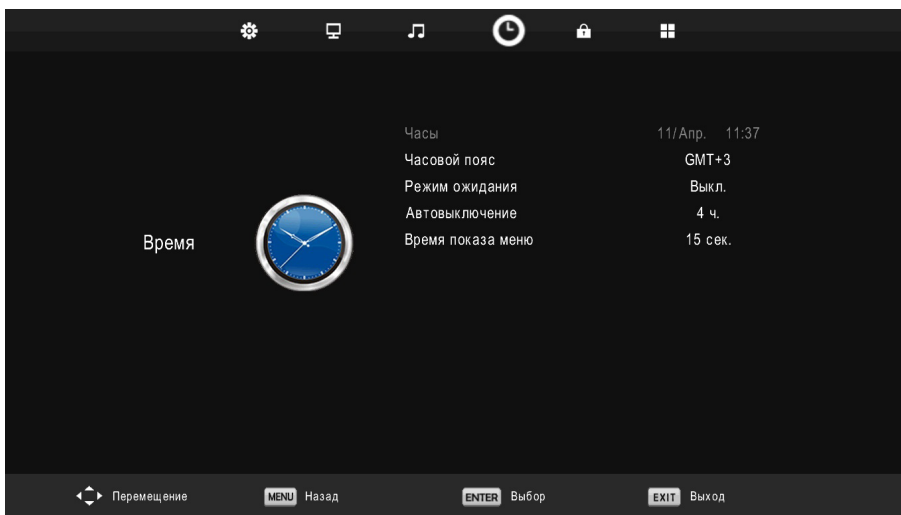 Часы 11/Апр. 11:37
Часовой пояс GMT+3
Режим ожидания Выкл.
Автовыключение 4 ч.
Время показа меню 15 сек.
Время
Перемещение MENU Назад ENTER Выбор EXIT Выход